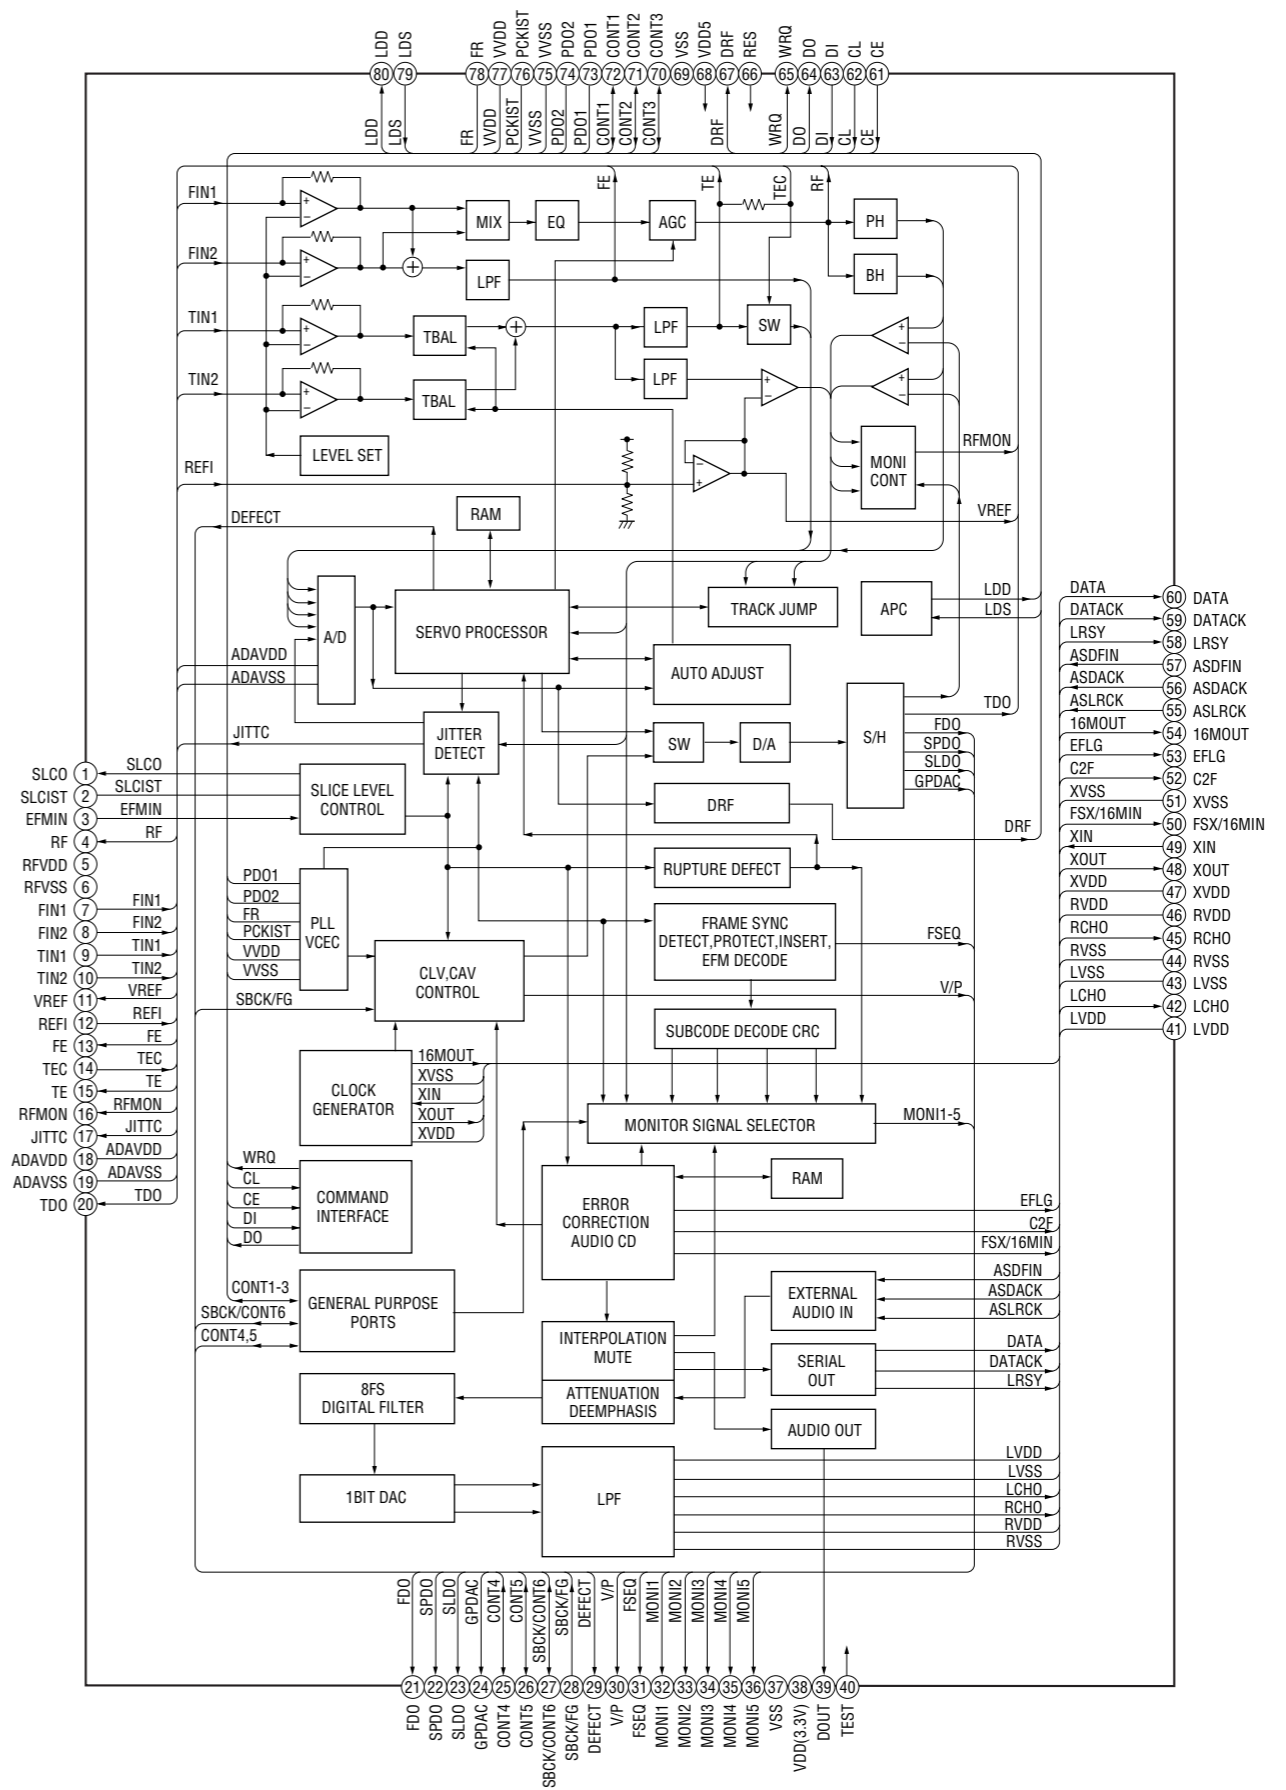 LDD
LDS
FR
VVDD
PCKIST
VVSS
PDO2
PDO1
CONT1
CONT2
CONT3
VSS
VDD5
DRF
RES
WRQ
DO
DI
CL
CE
80
79
78
77
76
75
74
73
72
71
70
69
68
67
66
65
64
63
62
61
LDD
LDS
FR
VVDD
PCKIST
VVSS
PDO2
PDO1
CONT1
CONT2
CONT3
DRF
WRQ
DO
DI
CL
CE
FIN1
FIN2
TIN1
TIN2
REFI
FE
TE
TEC
RF
MIX
EQ
AGC
PH
LPF
BH
TBAL
LPF
SW
TBAL
LPF
LEVEL SET
MONI
CONT
RFMON
VREF
DEFECT
RAM
A/D
SERVO PROCESSOR
TRACK JUMP
APC
LDD
LDS
ADAVDD
ADAVSS
AUTO ADJUST
JITTC
JITTER
DETECT
SW
D/A
S/H
TDO
FDO
SPDO
SLDO
GPDAC
SLCO
SLCIST
EFMIN
RF
SLICE LEVEL
CONTROL
DRF
DRF
RUPTURE DEFECT
PDO1
PDO2
FR
PCKIST
VVDD
VVSS
SBCK/FG
PLL
VCEC
CLV,CAV
CONTROL
FRAME SYNC
DETECT,PROTECT,INSERT,
EFM DECODE
FSEQ
V/P
SUBCODE DECODE CRC
CLOCK
GENERATOR
16MOUT
XVSS
XIN
XOUT
XVDD
MONITOR SIGNAL SELECTOR
MONI1-5
WRQ
CL
CE
DI
DO
COMMAND
INTERFACE
ERROR
CORRECTION
AUDIO CD
RAM
EFLG
C2F
FSX/16MIN
CONT1-3
SBCK/CONT6
CONT4,5
GENERAL PURPOSE
PORTS
EXTERNAL
AUDIO IN
ASDFIN
ASDACK
ASLRCK
INTERPOLATION
MUTE
ATTENUATION
DEEMPHASIS
SERIAL
OUT
DATA
DATACK
LRSY
8FS
DIGITAL FILTER
AUDIO OUT
1BIT DAC
LPF
LVDD
LVSS
LCHO
RCHO
RVDD
RVSS
SLCO 1
SLCIST 2
EFMIN 3
RF 4
RFVDD 5
RFVSS 6
FIN1 7 FIN1
FIN2 8 FIN2
TIN1 9 TIN1
TIN2 10 TIN2
VREF 11 VREF
REFI 12 REFI
FE 13 FE
TEC 14 TEC
TE 15 TE
RFMON 16 RFMON
JITTC 17 JITTC
ADAVDD 18 ADAVDD
ADAVSS 19 ADAVSS
TDO 20 TDO
DATA 60 DATA
DATACK 59 DATACK
LRSY 58 LRSY
ASDFIN 57 ASDFIN
ASDACK 56 ASDACK
ASLRCK 55 ASLRCK
16MOUT 54 16MOUT
EFLG 53 EFLG
C2F 52 C2F
XVSS 51 XVSS
FSX/16MIN 50 FSX/16MIN
XIN 49 XIN
XOUT 48 XOUT
XVDD 47 XVDD
RVDD 46 RVDD
RCHO 45 RCHO
RVSS 44 RVSS
LVSS 43 LVSS
LCHO 42 LCHO
LVDD 41 LVDD
FDO
SPDO
SLDO
GPDAC
CONT4
CONT5
SBCK/CONT6
SBCK/FG
DEFECT
V/P
FSEQ
MONI1
MONI2
MONI3
MONI4
MONI5
21
22
23
24
25
26
27
28
29
30
31
32
33
34
35
36
37
38
39
40
FDO
SPDO
SLDO
GPDAC
CONT4
CONT5
SBCK/CONT6
SBCK/FG
DEFECT
V/P
FSEQ
MONI1
MONI2
MONI3
MONI4
MONI5
VSS
VDD(3.3V)
DOUT
TEST